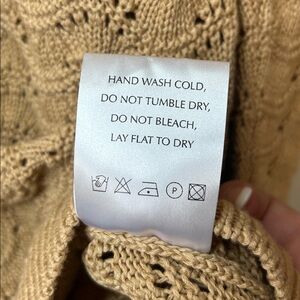 HAND WASH COLD,
DO NOT TUMBLE DRY,
DO NOT BLEACH,
LAY FLAT TO DRY
P